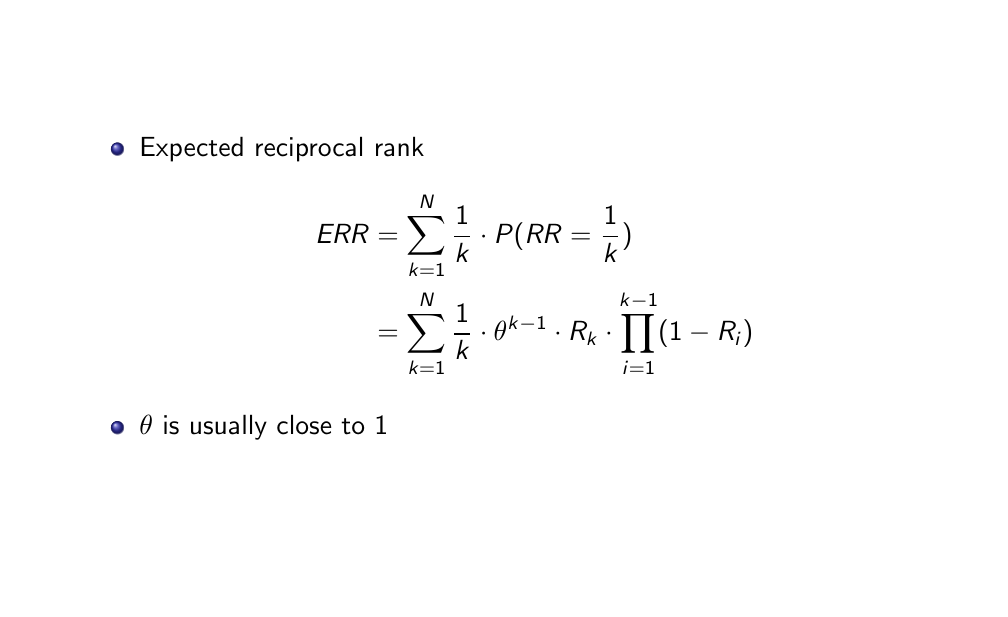 Expected reciprocal rank
$ERR = \sum_{k=1}^{N} \frac{1}{k} \cdot P(RR = \frac{1}{k})$
$= \sum_{k=1}^{N} \frac{1}{k} \cdot \theta^{k-1} \cdot R_k \cdot \prod_{i=1}^{k-1} (1 - R_i)$
θ is usually close to 1